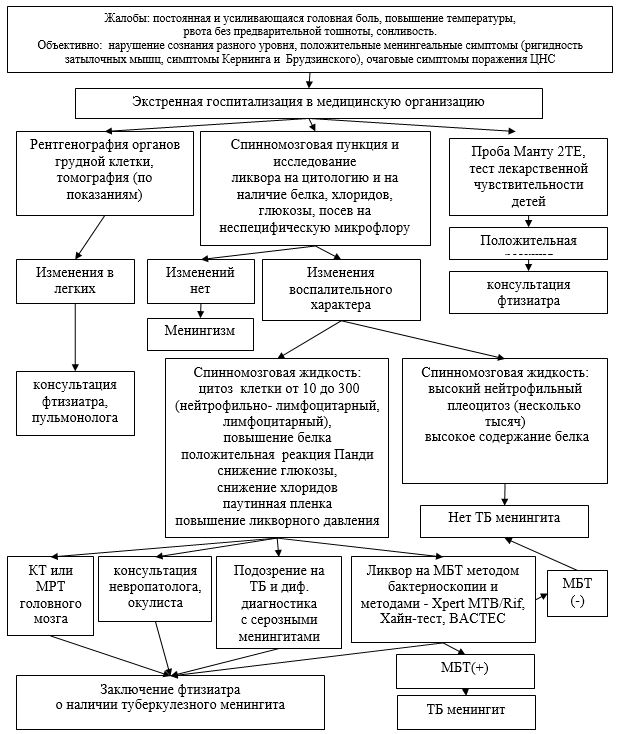 Жалобы: постоянная и усиливающаяся головная боль, повышение температуры,
рвота без предварительной тошноты, сонливость.
Объективно: нарушение сознания разного уровня, положительные менингеальные симптомы (ригидность
затылочных мышц, симптомы Кернинга и Брудзинского), очаговые симптомы поражения ЦНС
Экстренная госпитализация в медицинскую организацию
Рентгенография органов
грудной клетки,
томография (по
показаниям)
Спинномозговая пункция и
исследование
ликвора на цитологию и на
наличие белка, хлоридов,
глюкозы, посев на
неспецифическую микрофлору
Проба Манту 2ТЕ,
тест лекарственной
чувствительности
детей
Положительная
Изменения в
легких
Изменений
нет
Изменения
воспалительного
характера
консультация
фтизиатра
Менингизм
консультация
фтизиатра,
пульмонолога
Спинномозговая жидкость:
цитоз клетки от 10 до 300
(нейтрофильно- лимфоцитарный,
лимфоцитарный),
повышение белка
положительная реакция Панди
снижение глюкозы,
снижение хлоридов
паутинная пленка
повышение ликворного давления
Спинномозговая жидкость:
высокий нейтрофильный
плеоцитоз (несколько
тысяч)
высокое содержание белка
Нет ТБ менингита
КТ или
МРТ
головного
мозга
консультация
невропатолога,
окулиста
Подозрение на
ТБ и диф.
диагностика
с серозными
менингитами
Ликвор на МБТ методом
бактериоскопии и
методами - Xpert MTB/Rif,
Хайн-тест, BACTEC
МБТ
(-)
МБТ(+)
Заключение фтизиатра
о наличии туберкулезного менингита
ТБ менингит